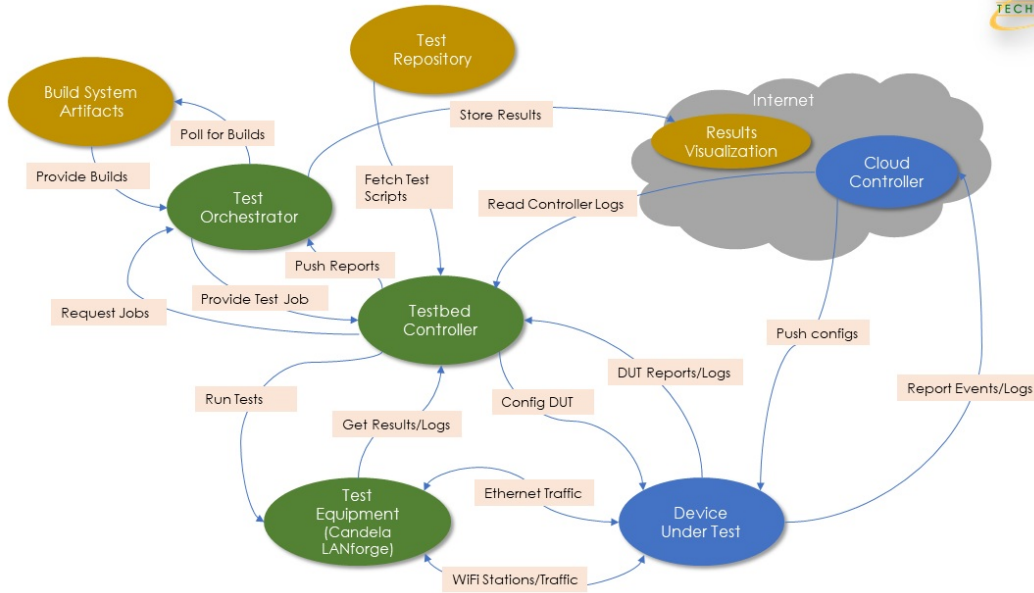 TECH
Test
Repository
Build System
Artifacts
Internet
Store Results
Results
Visualization
Poll for Builds
Cloud
Controller
Provide Builds
Fetch Test
Scripts
Test
Orchestrator
Read Controller Logs
Push Reports
Provide Test Job
Request Jobs
Testbed
Controller
Push configs
DUT Reports/Logs
Report Events/Logs
Run Tests
Config DUT
Get Results/Logs
Ethernet Traffic
Test
Equipment
(Candela
LANforge)
Device
Under Test
WiFi Stations/Traffic